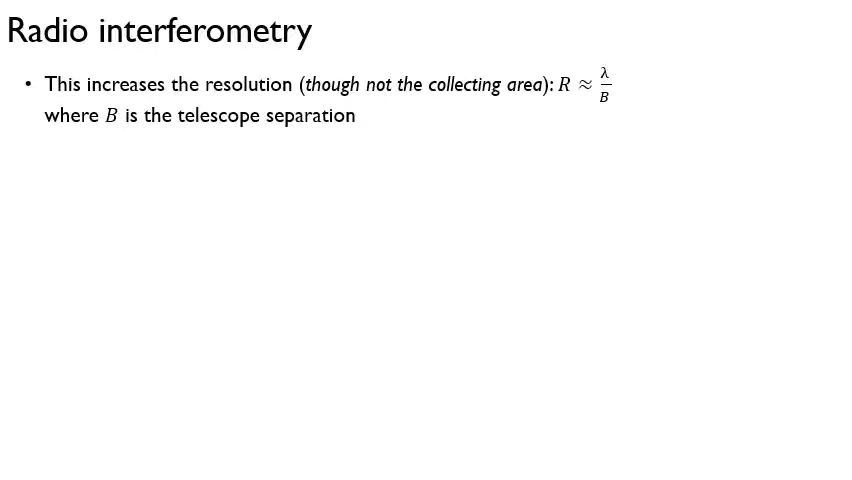 Radio interferometry
• This increases the resolution (though not the collecting area): R ≈ λ/B
where B is the telescope separation